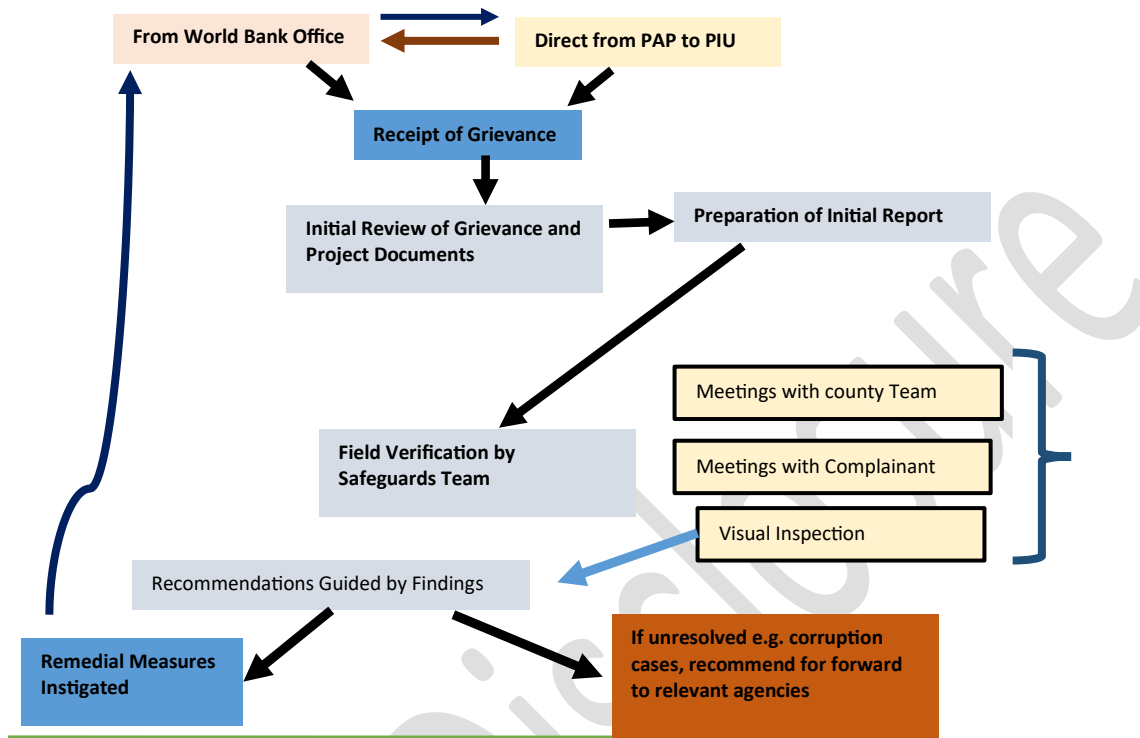 From World Bank Office
Direct from PAP to PIU
Receipt of Grievance
Initial Review of Grievance and
Project Documents
Preparation of Initial Report
Meetings with county Team
Field Verification by
Safeguards Team
Meetings with Complainant
Visual Inspection
Recommendations Guided by Findings
Remedial Measures
Instigated
If unresolved e.g. corruption
cases, recommend for forward
to relevant agencies